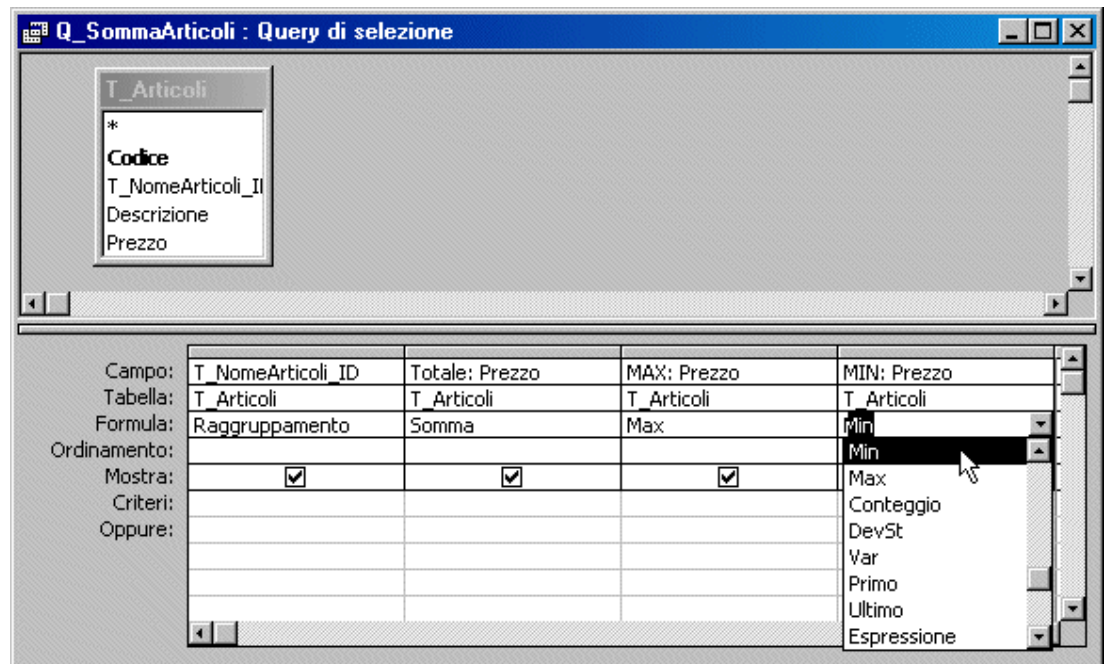 Q_SommaArticoli : Query di selezione
T_Articoli
*
Codice
T_NomeArticoli_II
Descrizione
Prezzo
Campo: T_NomeArticoli_ID Totale: Prezzo MAX: Prezzo MIN: Prezzo
Tabella: T_Articoli T_Articoli T_Articoli T_Articoli
Formula: Raggruppamento Somma Max Min
Ordinamento:
Mostra:
Criteri:
Oppure:
Min
Max
Conteggio
DevSt
Var
Primo
Ultimo
Espressione